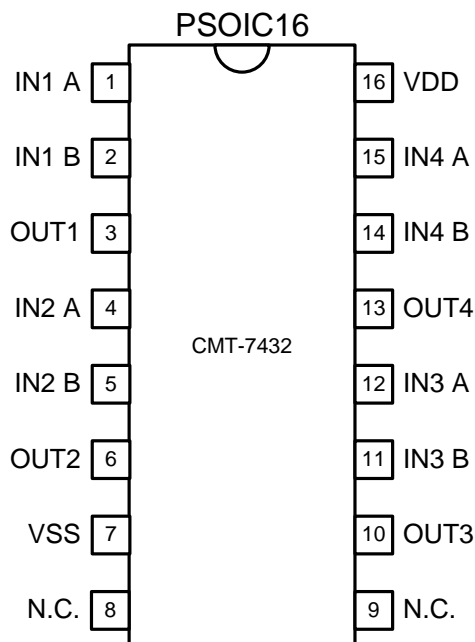 PSOIC16
IN1 A 1 16 VDD
IN1 B 2 15 IN4 A
OUT1 3 14 IN4 B
IN2 A 4 13 OUT4
CMT-7432
IN2 B 5 12 IN3 A
OUT2 6 11 IN3 B
VSS 7 10 OUT3
N.C. 8 9 N.C.